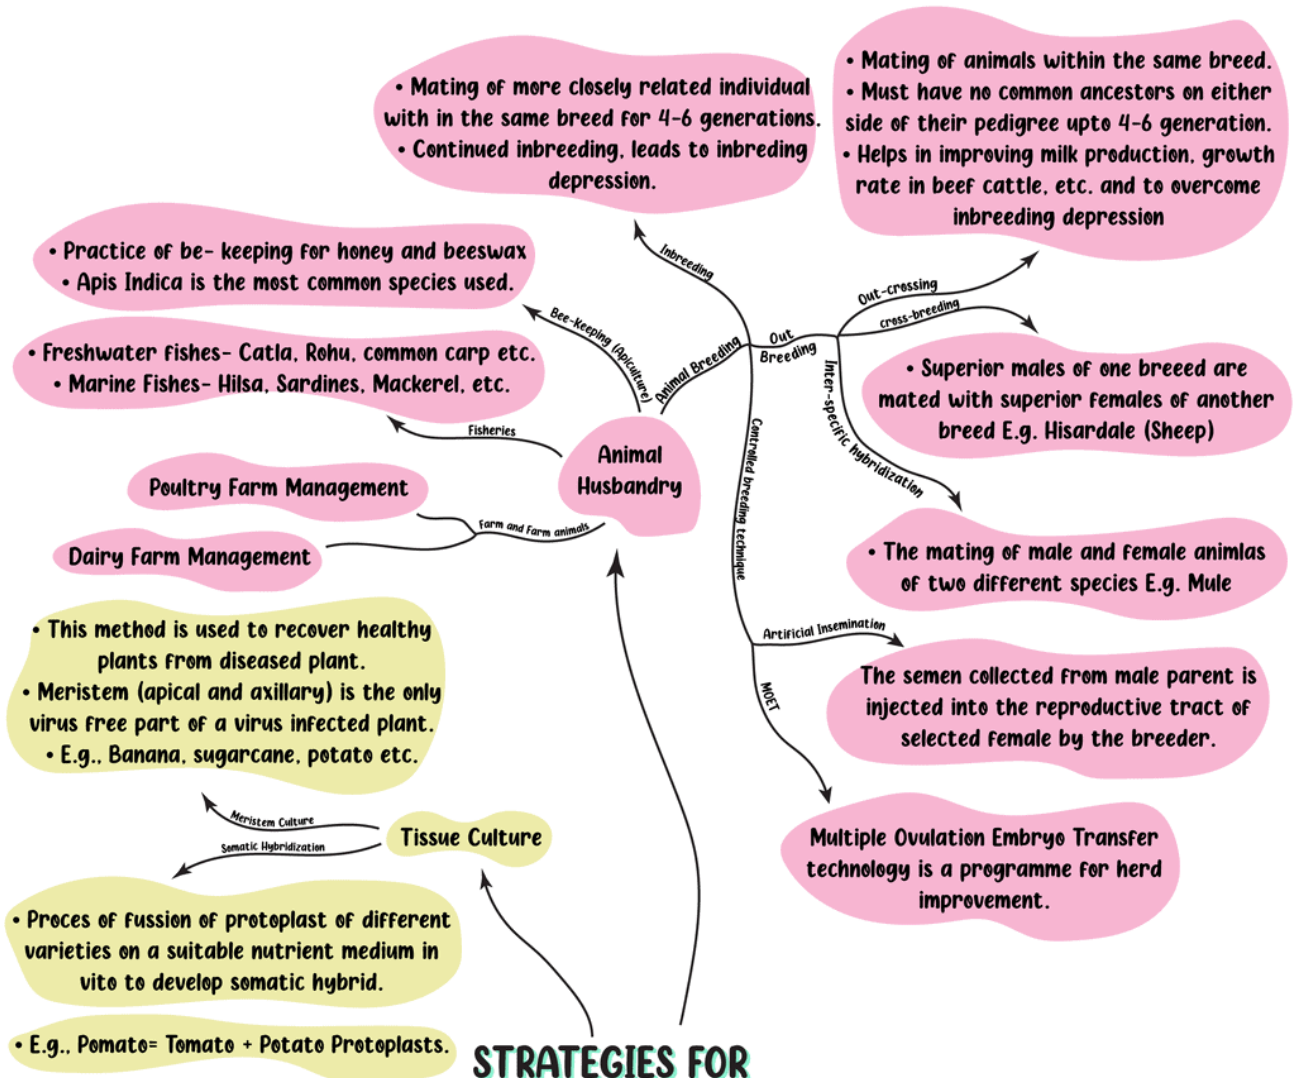 • Mating of more closely related individual
with in the same breed for 4-6 generations.
• Continued inbreeding, leads to inbreding
depression.
• Mating of animals within the same breed.
• Must have no common ancestors on either
side of their pedigree upto 4-6 generation.
• Helps in improving milk production, growth
rate in beef cattle, etc. and to overcome
inbreeding depression
• Practice of be- keeping for honey and beeswax
• Apis Indica is the most common species used.
Inbreeding
Out-crossing
cross-breeding
Bee-Keeping (Apiculture)
Animal Breeding
Out
Breeding
• Freshwater fishes- Catla, Rohu, common carp etc.
• Marine Fishes- Hilsa, Sardines, Mackerel, etc.
Fisheries
Inter-specific hybridization
• Superior males of one breeed are
mated with superior females of another
breed E.g. Hisardale (Sheep)
Animal
Husbandry
Controlled breeding technique
Poultry Farm Management
Farm and Farm animals
Dairy Farm Management
• The mating of male and female animlas
of two different species E.g. Mule
• This method is used to recover healthy
plants from diseased plant.
• Meristem (apical and axillary) is the only
virus free part of a virus infected plant.
• E.g., Banana, sugarcane, potato etc.
Artificial Insemination
MOET
The semen collected from male parent is
injected into the reproductive tract of
selected female by the breeder.
Meristem Culture
Somatic Hybridization
Tissue Culture
Multiple Ovulation Embryo Transfer
technology is a programme for herd
improvement.
• Proces of fussion of protoplast of different
varieties on a suitable nutrient medium in
vito to develop somatic hybrid.
• E.g., Pomato= Tomato + Potato Protoplasts.
STRATEGIES FOR